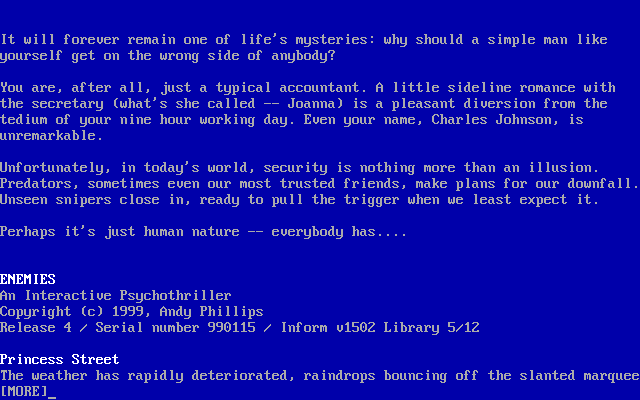 It will forever remain one of life's mysteries: why should a simple man like
yourself get on the wrong side of anybody?
You are, after all, just a typical accountant. A little sideline romance with
the secretary (what's she called -- Joanna) is a pleasant diversion from the
tedium of your nine hour working day. Even your name, Charles Johnson, is
unremarkable.
Unfortunately, in today's world, security is nothing more than an illusion.
Predators, sometimes even our most trusted friends, make plans for our downfall.
Unseen snipers close in, ready to pull the trigger when we least expect it.
Perhaps it's just human nature -- everybody has....
ENEMIES
An Interactive Psychothriller
Copyright (c) 1999, Andy Phillips
Release 4 / Serial number 990115 / Inform v1502 Library 5/12
Princess Street
The weather has rapidly deteriorated, raindrops bouncing off the slanted marquee
[MORE]_